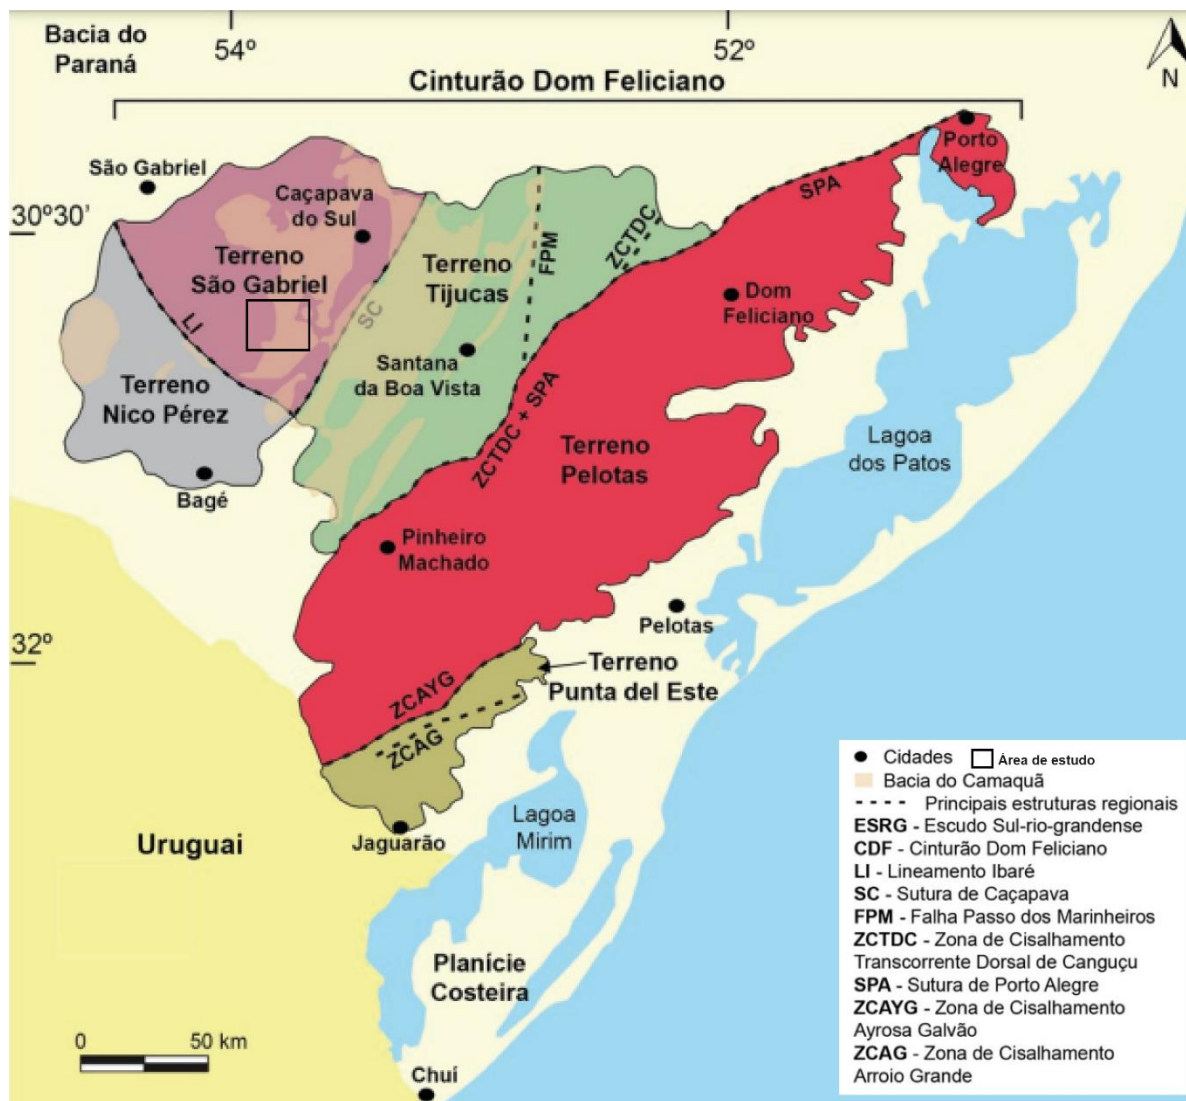 Bacia do
Paraná
54º
52º
N
Cinturão Dom Feliciano
Porto
Alegre
São Gabriel
SPA
Caçapava
do Sul
30º30’
ZCTDC
FPM
Terreno
São Gabriel
Terreno
Tijucas
Dom
Feliciano
LI
SC
Santana
da Boa Vista
Terreno
Nico Pérez
ZCTDC + SPA
Terreno
Pelotas
Lagoa
dos Patos
Bagé
Pinheiro
Machado
Pelotas
32º
Terreno
Punta del Este
ZCAYG
ZCAG
Jaguarão
Lagoa
Mirim
Uruguai
Planície
Costeira
0 50 km
Chuí
Cidades Área de estudo
Bacia do Camaquã
Principais estruturas regionais
ESRG - Escudo Sul-rio-grandense
CDF - Cinturão Dom Feliciano
LI - Lineamento Ibaré
SC - Sutura de Caçapava
FPM - Falha Passo dos Marinheiros
ZCTDC - Zona de Cisalhamento
Transcorrente Dorsal de Canguçu
SPA - Sutura de Porto Alegre
ZCAYG - Zona de Cisalhamento
Ayrosa Galvão
ZCAG - Zona de Cisalhamento
Arroio Grande